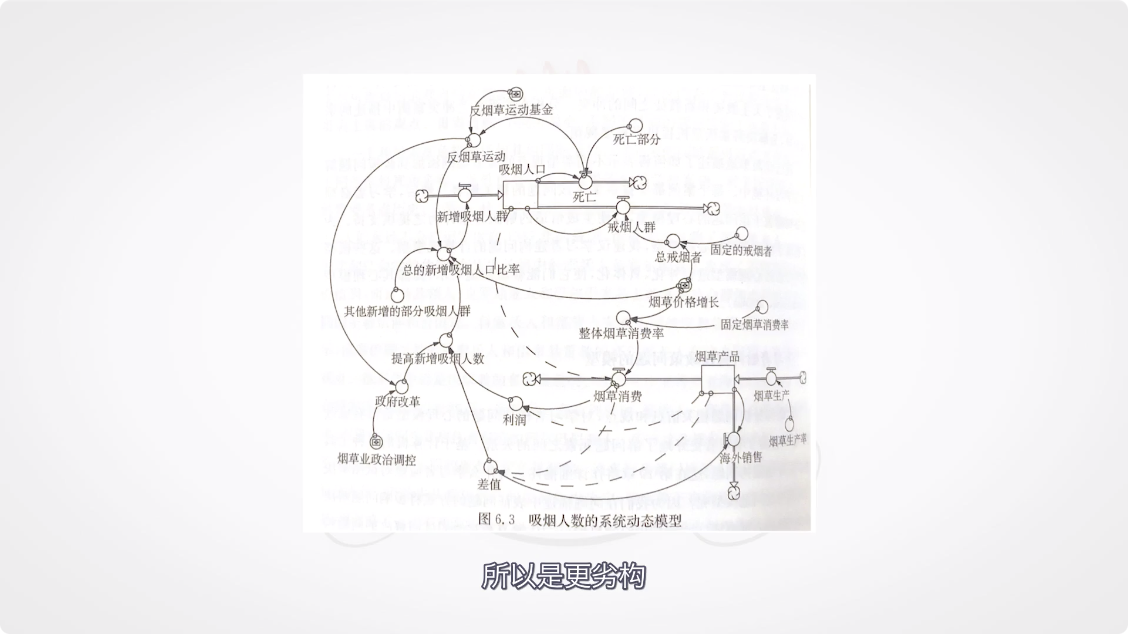 反烟草运动基金
死亡部分
反烟草运动
吸烟人口
死亡
新增吸烟人群
戒烟人群
总戒烟者
固定的戒烟者
总的新增吸烟人口比率
烟草价格增长
其他新增的部分吸烟人群
整体烟草消费率
固定烟草消费率
提高新增吸烟人数
烟草产品
政府改革
烟草消费
烟草生产
利润
烟草生产率
烟草业政治调控
海外销售
差值
图 6.3 吸烟人数的系统动态模型
所以是更劣构